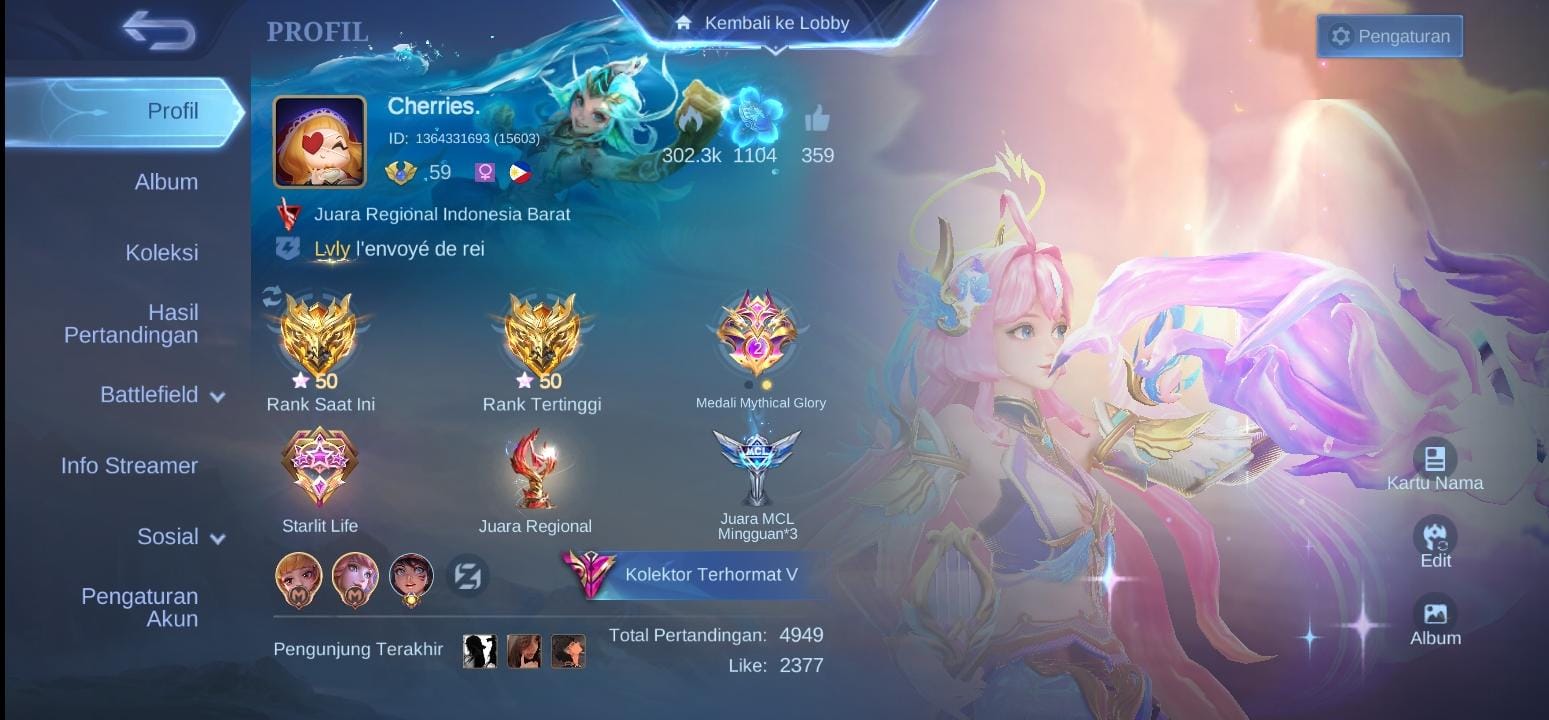 PROFIL
Kembali ke Lobby
Pengaturan
Profil
Album
Koleksi
Hasil
Pertandingan
Battlefield
Info Streamer
Sosial
Pengaturan
Akun
Cherries.
ID: 1364331693 (15603)
59
302.3k 1104 359
Juara Regional Indonesia Barat
Lvly l'envoyé de rei
50
Rank Saat Ini
50
Rank Tertinggi
2
Medali Mythical Glory
Starlit Life
Juara Regional
MCL
Juara MCL
Mingguan*3
M
M
Kolektor Terhormat V
Pengunjung Terakhir
Total Pertandingan: 4949
Like: 2377
Kartu Nama
Edit
Album